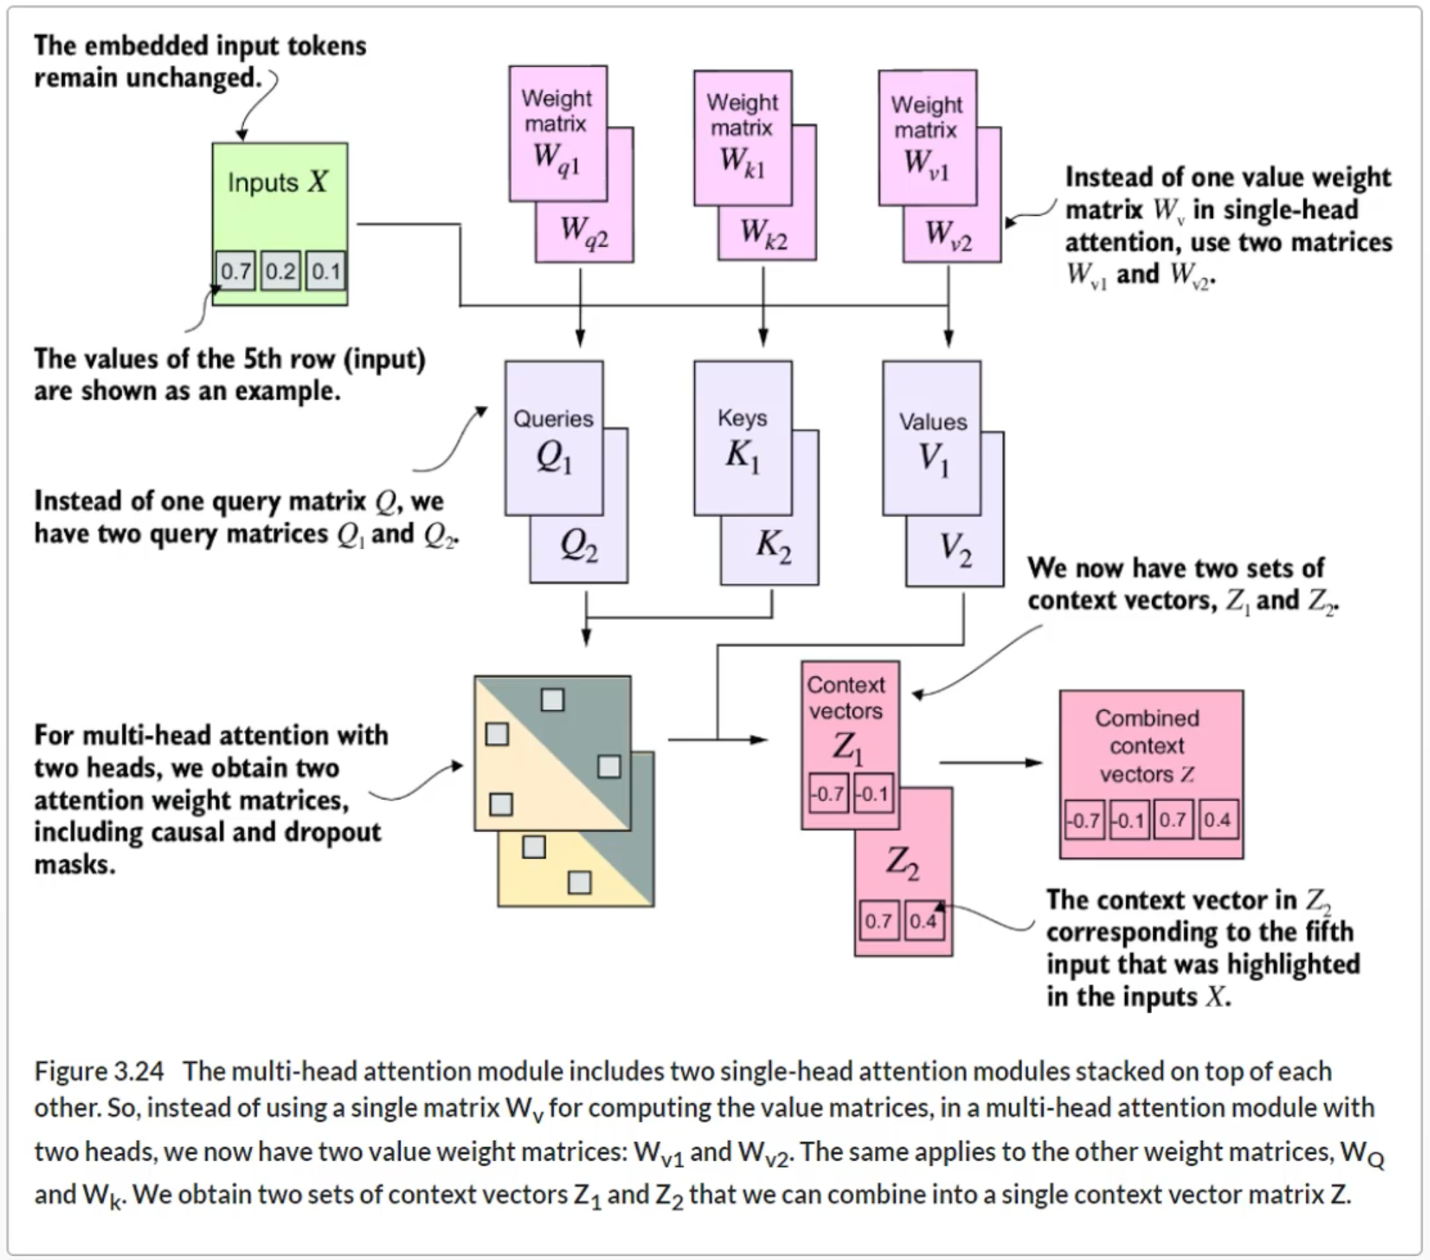 The embedded input tokens
remain unchanged.
Inputs X
0.7 0.2 0.1
The values of the 5th row (input)
are shown as an example.
Weight
matrix
Wq1
Wq2
Weight
matrix
Wk1
Wk2
Weight
matrix
Wv1
Wv2
Instead of one value weight
matrix Wv in single-head
attention, use two matrices
Wv1 and Wv2.
Queries
Q1
Q2
Keys
K1
K2
Values
V1
V2
Instead of one query matrix Q, we
have two query matrices Q1 and Q2.
We now have two sets of
context vectors, Z1 and Z2.
For multi-head attention with
two heads, we obtain two
attention weight matrices,
including causal and dropout
masks.
Context
vectors
Z1
-0.7 -0.1
Z2
0.7 0.4
Combined
context
vectors Z
-0.7 -0.1 0.7 0.4
The context vector in Z2
corresponding to the fifth
input that was highlighted
in the inputs X.
Figure 3.24 The multi-head attention module includes two single-head attention modules stacked on top of each
other. So, instead of using a single matrix Wv for computing the value matrices, in a multi-head attention module with
two heads, we now have two value weight matrices: Wv1 and Wv2. The same applies to the other weight matrices, WQ
and Wk. We obtain two sets of context vectors Z1 and Z2 that we can combine into a single context vector matrix Z.